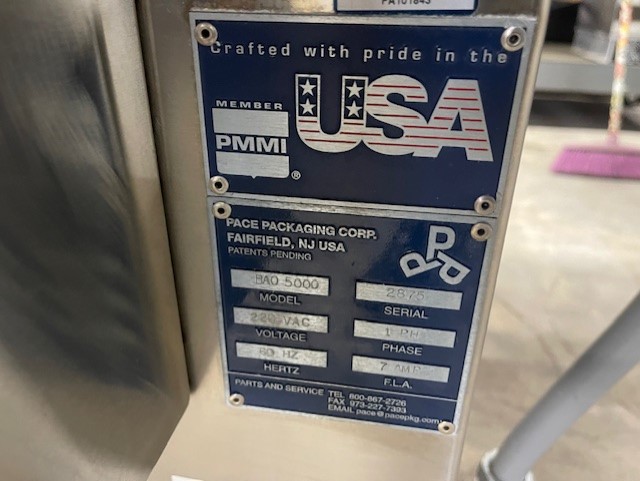 PA101843
Crafted with pride in the
USA
MEMBER
PMMI
®
PACE PACKAGING CORP.
FAIRFIELD, NJ USA
PATENTS PENDING
5000
MODEL
2875
SERIAL
220 VAC
VOLTAGE
1 PH
PHASE
60 HZ
HERTZ
7 AMP
F.L.A.
PARTS AND SERVICE TEL 800-867-2726
FAX 973-227-7393
EMAIL pace@pacepkg.com